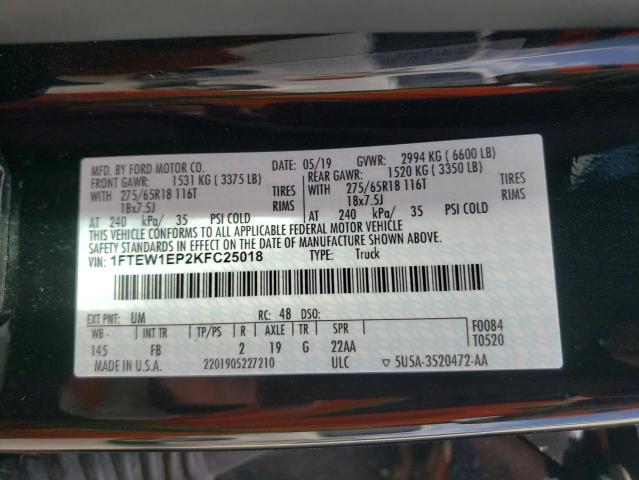 MFD. BY FORD MOTOR CO. DATE: 05/19 GVWR: 2994 KG ( 6600 LB)
FRONT GAWR: 1531 KG ( 3375 LB) REAR GAWR: 1520 KG ( 3350 LB)
WITH 275/65R18 116T TIRES WITH 275/65R18 116T TIRES
18x7.5J RIMS 18x7.5J RIMS
AT 240 kPa/ 35 PSI COLD AT 240 kPa/ 35 PSI COLD
THIS VEHICLE CONFORMS TO ALL APPLICABLE FEDERAL MOTOR VEHICLE
SAFETY STANDARDS IN EFFECT ON THE DATE OF MANUFACTURE SHOWN ABOVE.
VIN: 1FTEW1EP2KFC25018 TYPE: Truck
EXT PNT: UM RC: 48 DSO:
WB - INT TR TP/PS R AXLE TR SPR F0084
145 FB 2 19 G 22AA T0520
MADE IN U.S.A. 2201905227210 ULC ▽ 5U5A-3520472-AA